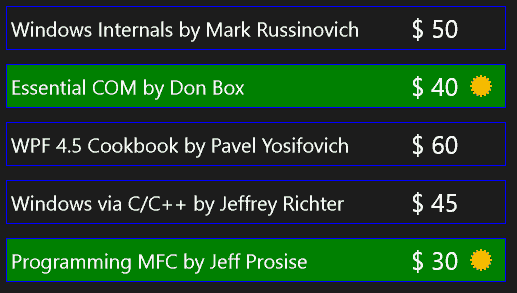 Windows Internals by Mark Russinovich $ 50
Essential COM by Don Box $ 40
WPF 4.5 Cookbook by Pavel Yosifovich $ 60
Windows via C/C++ by Jeffrey Richter $ 45
Programming MFC by Jeff Prosise $ 30